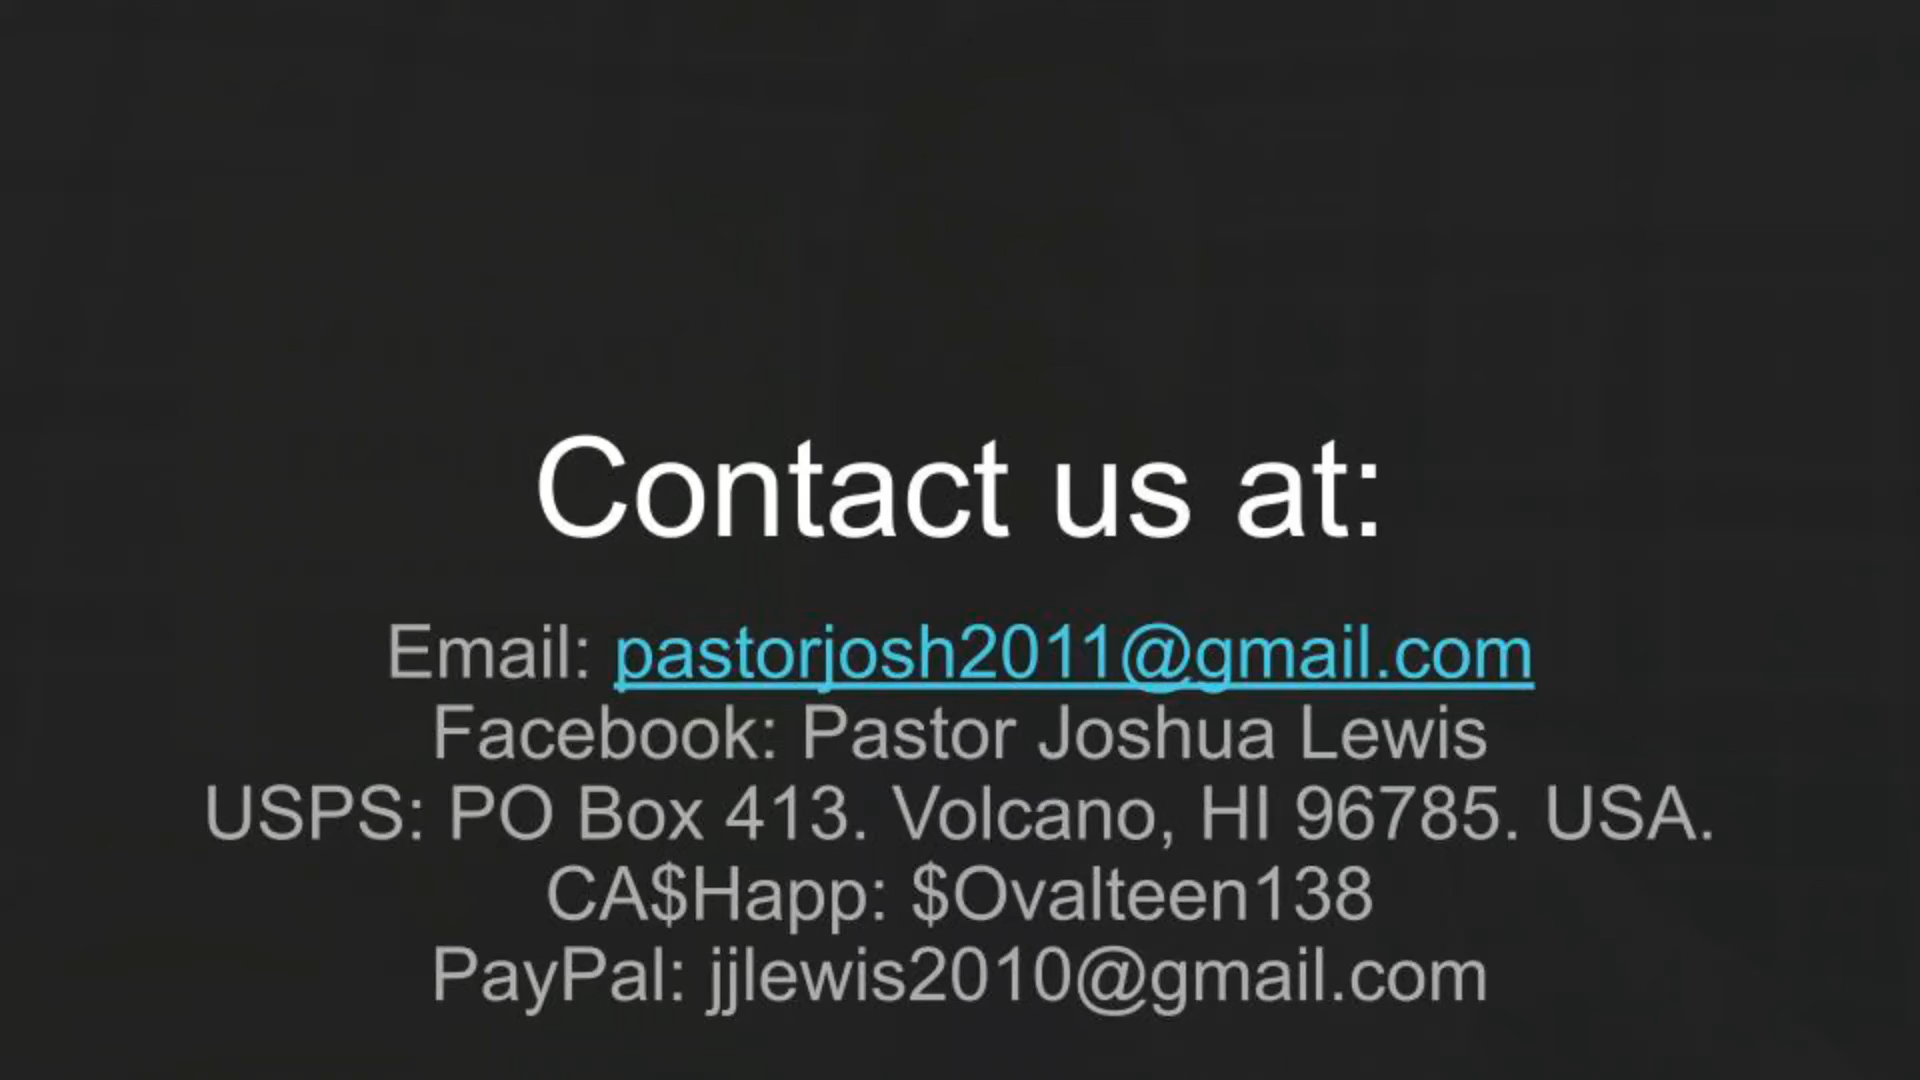 Contact us at:
Email: pastorjosh2011@gmail.com
Facebook: Pastor Joshua Lewis
USPS: PO Box 413. Volcano, HI 96785. USA.
CA$Happ: $Ovalteen138
PayPal: jjlewis2010@gmail.com